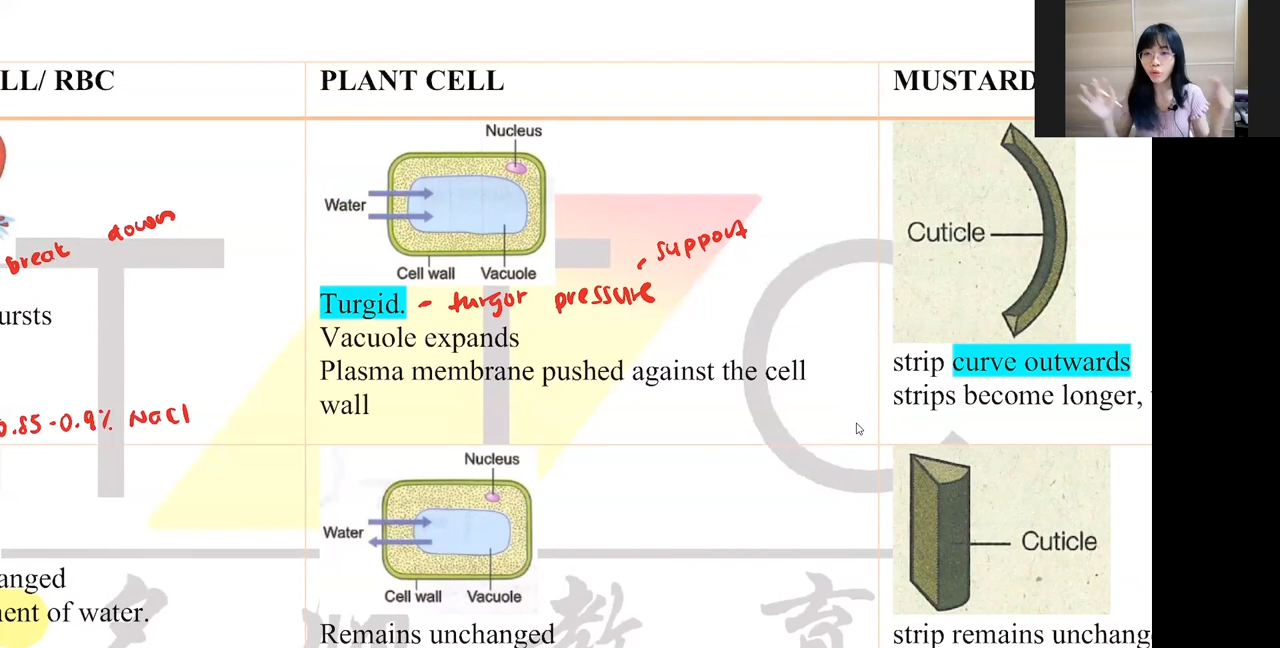 LL/ RBC
PLANT CELL
MUSTARD
break down
ursts
0.85-0.9% NaCl
Nucleus
Water
Cell wall
Vacuole
Turgid. - turgor pressure
support
Vacuole expands
Plasma membrane pushed against the cell
wall
Cuticle
strip curve outwards
strips become longer,
anged
ent of water.
Nucleus
Water
Cell wall
Vacuole
Remains unchanged
Cuticle
strip remains unchang
T
C
教育